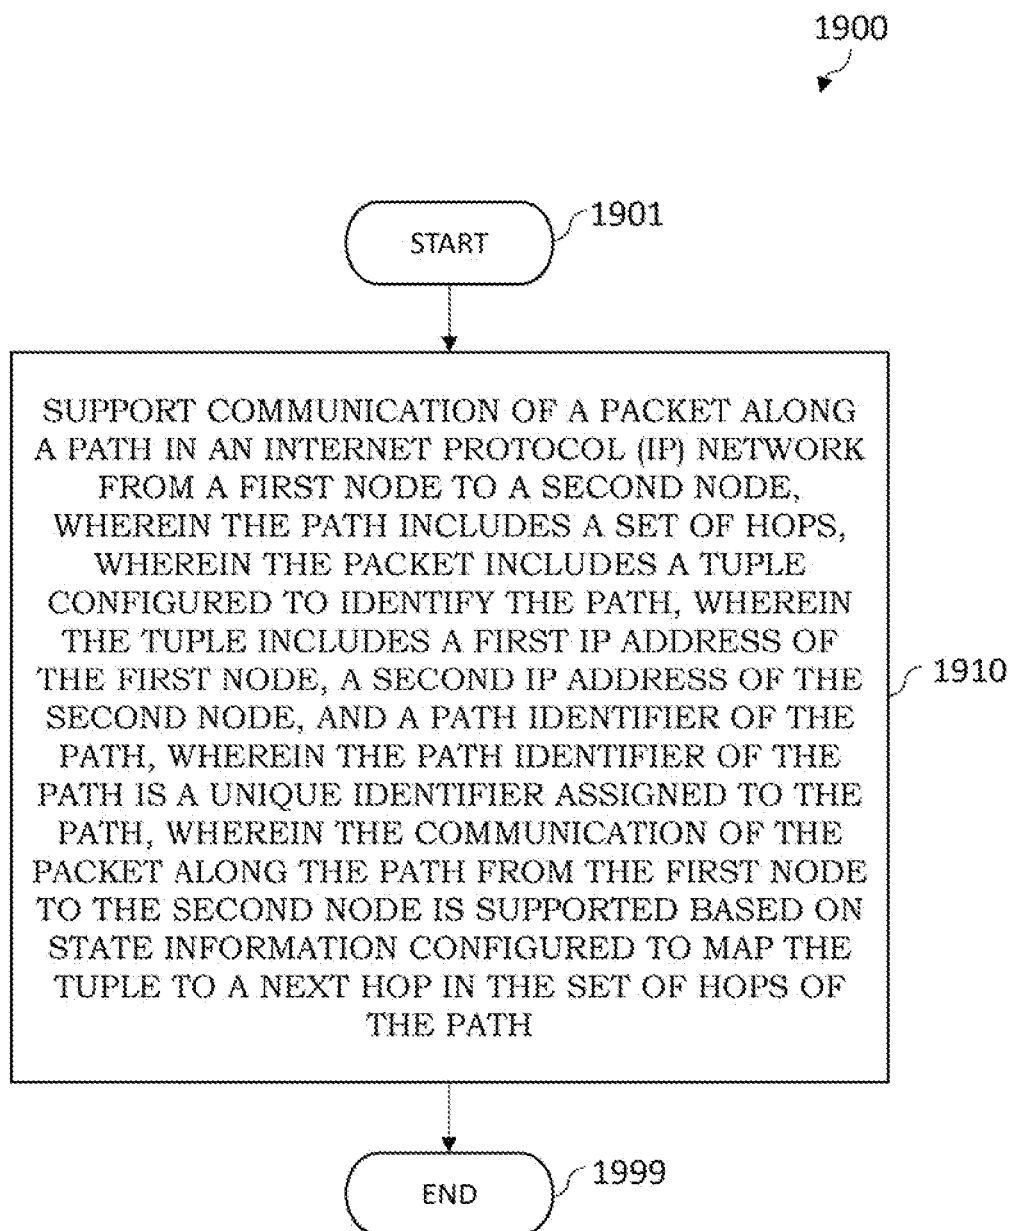 1900
START
1901
SUPPORT COMMUNICATION OF A PACKET ALONG
A PATH IN AN INTERNET PROTOCOL (IP) NETWORK
FROM A FIRST NODE TO A SECOND NODE,
WHEREIN THE PATH INCLUDES A SET OF HOPS,
WHEREIN THE PACKET INCLUDES A TUPLE
CONFIGURED TO IDENTIFY THE PATH, WHEREIN
THE TUPLE INCLUDES A FIRST IP ADDRESS OF
THE FIRST NODE, A SECOND IP ADDRESS OF THE
SECOND NODE, AND A PATH IDENTIFIER OF THE
PATH, WHEREIN THE PATH IDENTIFIER OF THE
PATH IS A UNIQUE IDENTIFIER ASSIGNED TO THE
PATH, WHEREIN THE COMMUNICATION OF THE
PACKET ALONG THE PATH FROM THE FIRST NODE
TO THE SECOND NODE IS SUPPORTED BASED ON
STATE INFORMATION CONFIGURED TO MAP THE
TUPLE TO A NEXT HOP IN THE SET OF HOPS OF
THE PATH
1910
END
1999